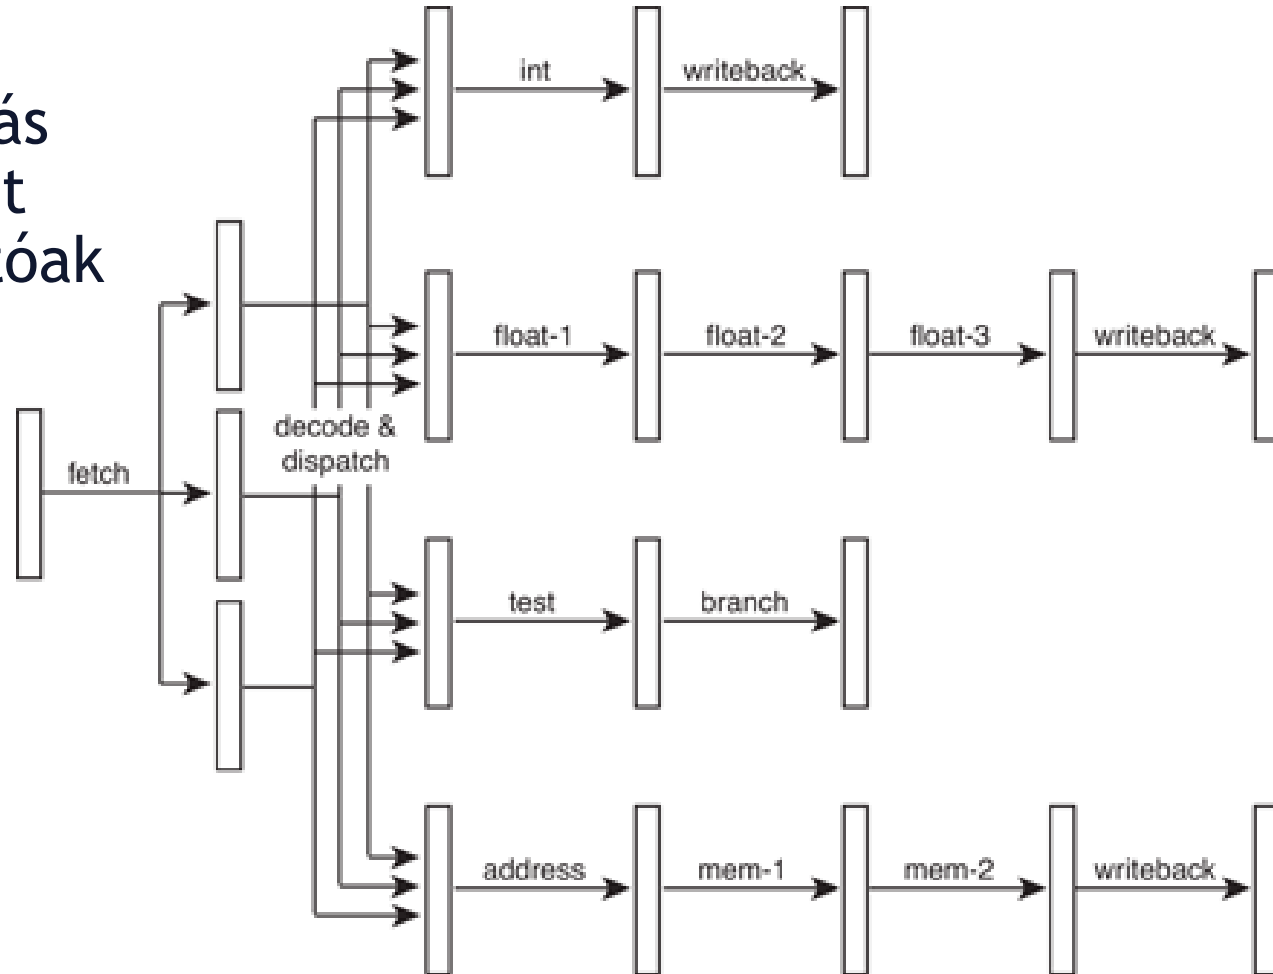 ás
t
óak
int
writeback
float-1
float-2
float-3
writeback
decode &
dispatch
fetch
test
branch
address
mem-1
mem-2
writeback